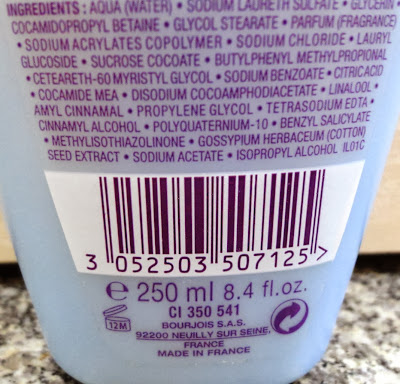 INGREDIENTS : AQUA (WATER) • SODIUM LAURETH SULFATE • GLYCERIN
COCAMIDOPROPYL BETAINE • GLYCOL STEARATE • PARFUM (FRAGRANCE)
• SODIUM ACRYLATES COPOLYMER • SODIUM CHLORIDE • LAURYL
GLUCOSIDE • SUCROSE COCOATE • BUTYLPHENYL METHYLPROPIONAL
• CETEARETH-60 MYRISTYL GLYCOL • SODIUM BENZOATE • CITRIC ACID
• COCAMIDE MEA • DISODIUM COCOAMPHODIACETATE • LINALOOL •
AMYL CINNAMAL • PROPYLENE GLYCOL • TETRASODIUM EDTA •
CINNAMYL ALCOHOL • POLYQUATERNIUM-10 • BENZYL SALICYLATE
• METHYLISOTHIAZOLINONE • GOSSYPIUM HERBACEUM (COTTON)
SEED EXTRACT • SODIUM ACETATE • ISOPROPYL ALCOHOL IL01C
3 052503 507125 >
e 250 ml 8.4 fl.oz.
CI 350 541
12M
BOURJOIS S.A.S.
92200 NEUILLY SUR SEINE
FRANCE
MADE IN FRANCE